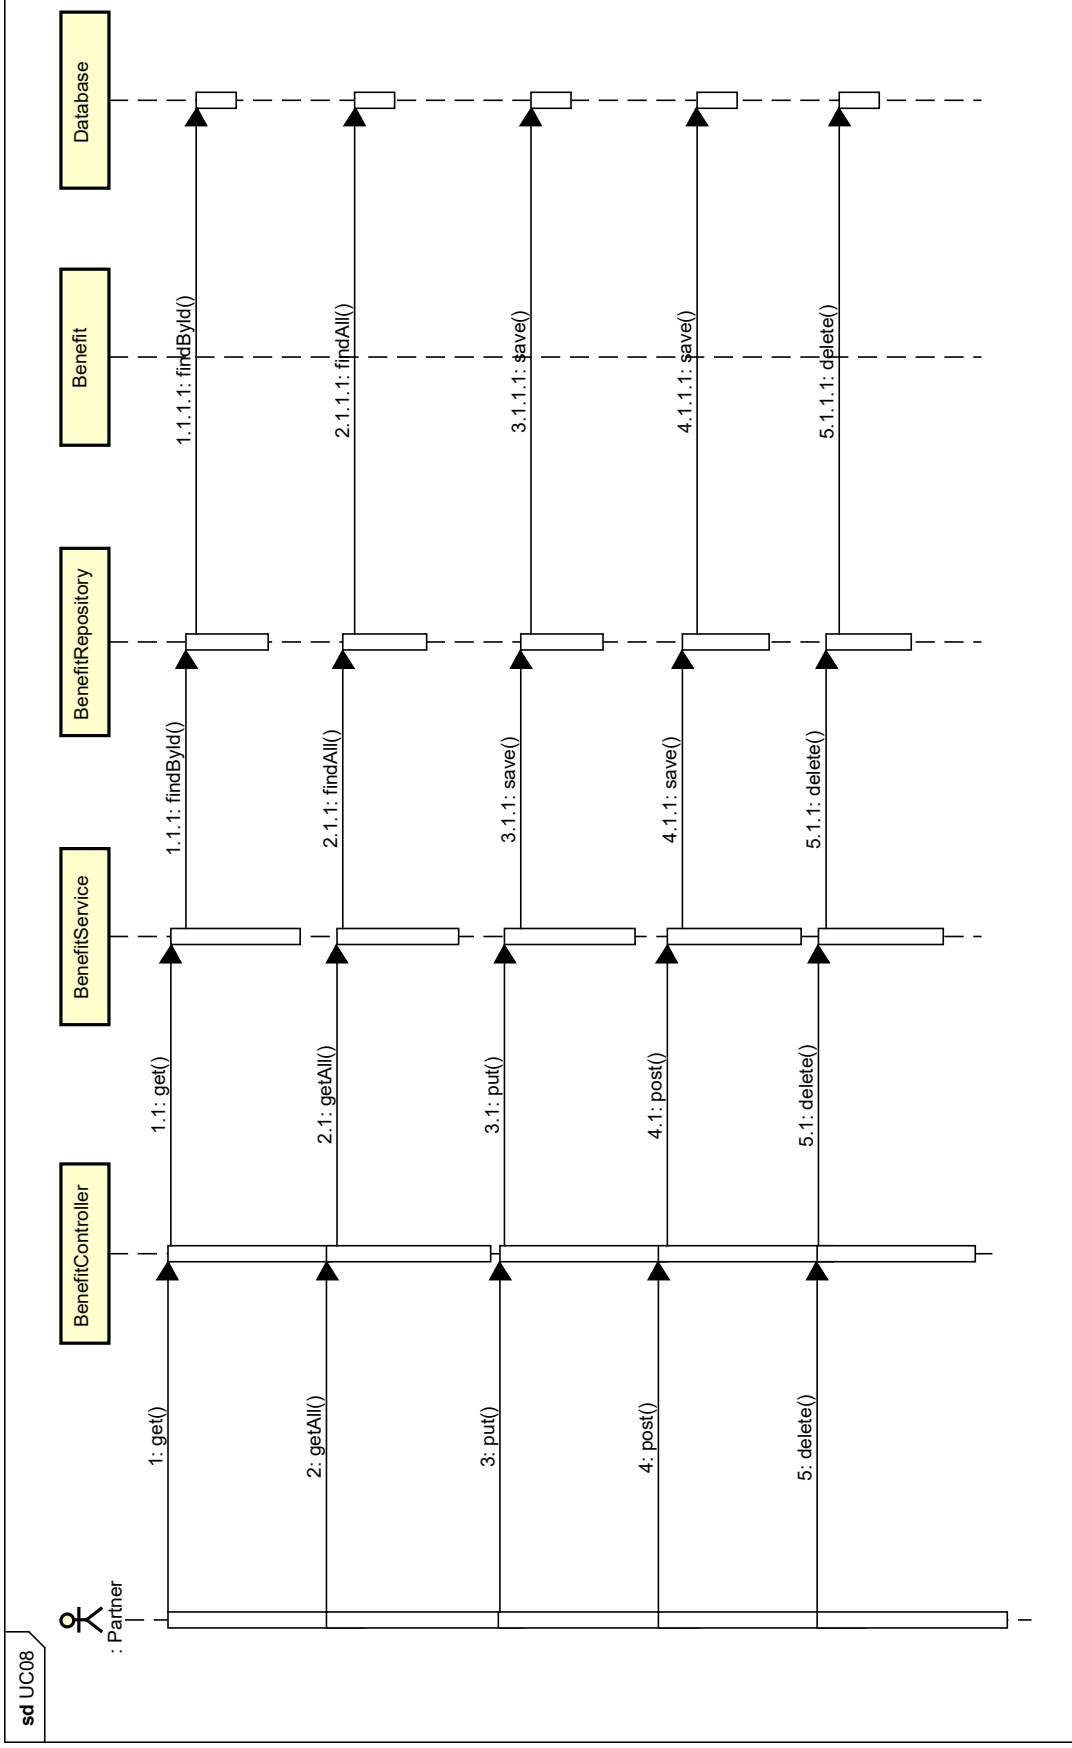 sd UC08
: Partner
BenefitController
BenefitService
BenefitRepository
Benefit
Database
1: get()
1.1: get()
1.1.1: findById()
1.1.1.1: findById()
2: getAll()
2.1: getAll()
2.1.1: findAll()
2.1.1.1: findAll()
3: put()
3.1: put()
3.1.1: save()
3.1.1.1: save()
4: post()
4.1: post()
4.1.1: save()
4.1.1.1: save()
5: delete()
5.1: delete()
5.1.1: delete()
5.1.1.1: delete()